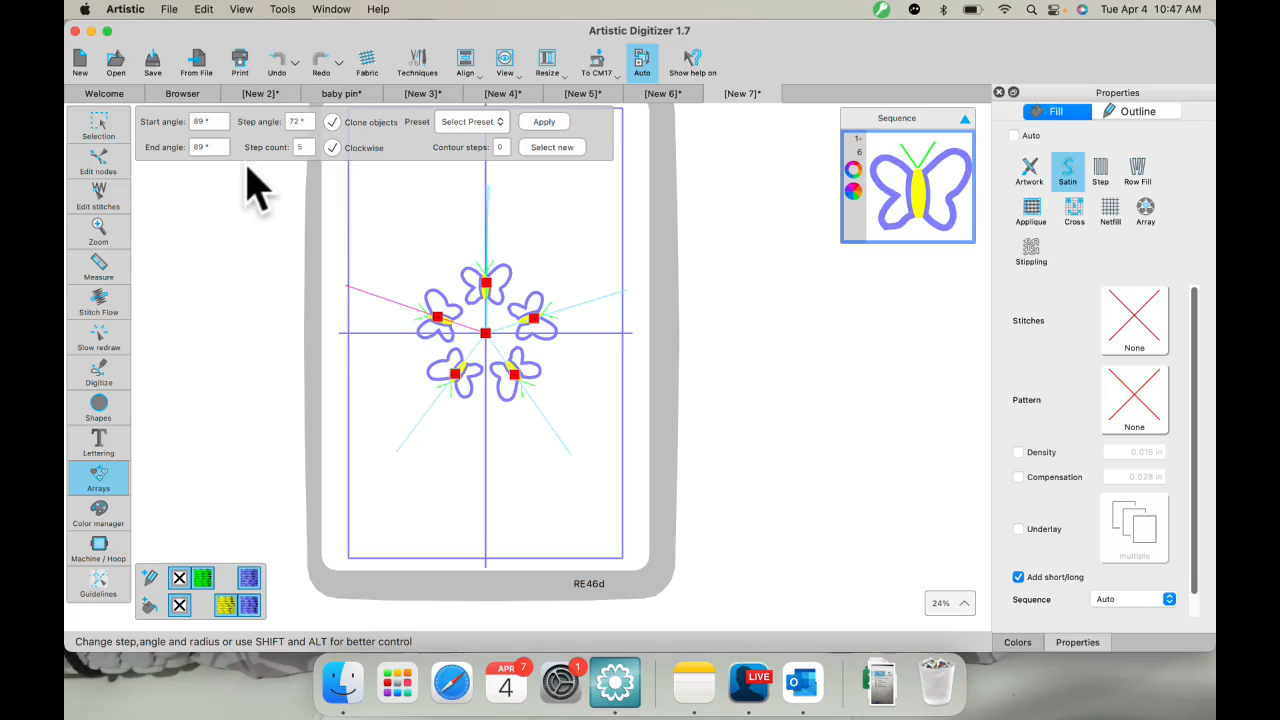 Artistic File Edit View Tools Window Help Tue Apr 4 10:47 AM
Artistic Digitizer 1.7
New Open Save From File Print Undo Redo Fabric Techniques Align View Resize To CM17 Auto Show help on
Welcome Browser [New 2]* baby pin* [New 3]* [New 4]* [New 5]* [New 6]* [New 7]*
Properties
Fill Outline
Auto
Artwork Satin Step Row Fill
Applique Cross Netfill Array
Stippling
Stitches
None
Pattern
None
Density 0.016 in
Compensation 0.028 in
Underlay
multiple
Add short/long
Sequence Auto
Colors Properties
Start angle: 89 ° Step angle: 72 ° Clone objects Preset Select Preset Apply
End angle: 89 ° Step count: 5 Clockwise Contour steps: 0 Select new
Sequence
1-
6
Selection
Edit nodes
Edit stitches
Zoom
Measure
Stitch Flow
Slow redraw
Digitize
Shapes
Lettering
Arrays
Color manager
Machine / Hoop
Guidelines
RE46d
24%
Change step,angle and radius or use SHIFT and ALT for better control
APR 7
4
1
LIVE